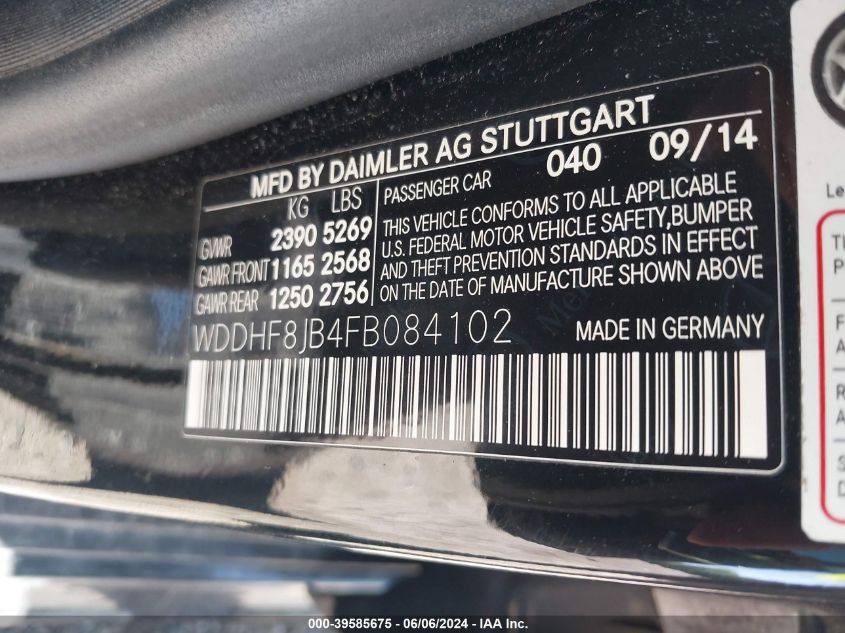 MFD BY DAIMLER AG STUTTGART
KG LBS
GVWR 2390 5269
GAWR FRONT 1165 2568
GAWR REAR 1250 2756
PASSENGER CAR 040 09/14
THIS VEHICLE CONFORMS TO ALL APPLICABLE
U.S. FEDERAL MOTOR VEHICLE SAFETY,BUMPER
AND THEFT PREVENTION STANDARDS IN EFFECT
ON THE DATE OF MANUFACTURE SHOWN ABOVE
WDDHF8JB4FB084102
MADE IN GERMANY
Le
TI
P
F
A
R
A
S
D
000-39585675 - 06/06/2024 - IAA Inc.